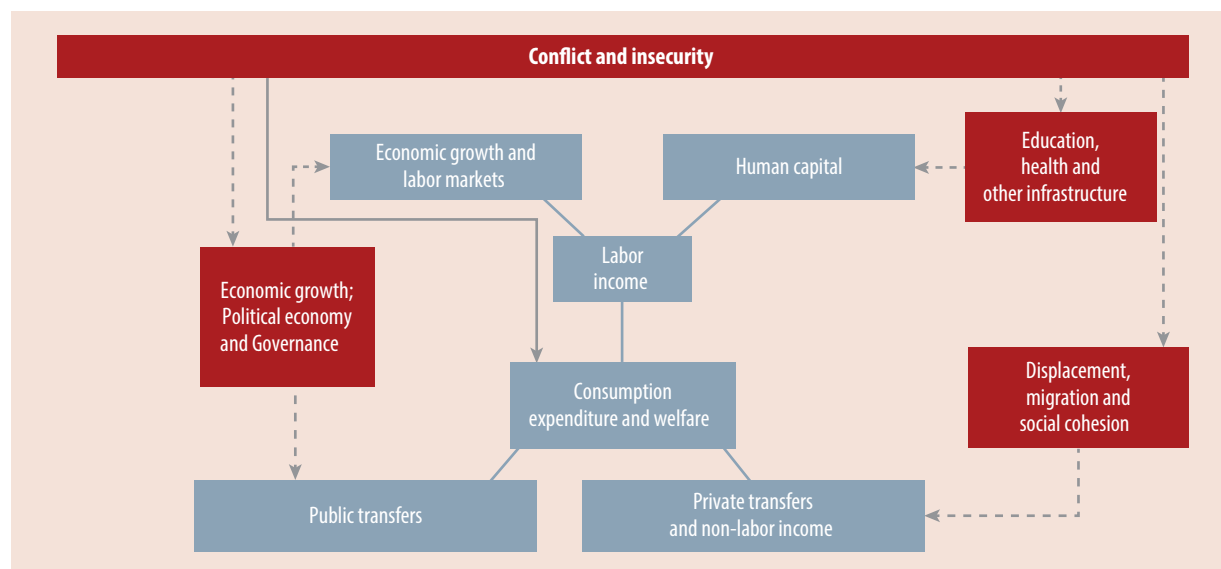 Conflict and insecurity
Economic growth and
labor markets
Human capital
Education,
health and
other infrastructure
Labor
income
Economic growth;
Political economy
and Governance
Consumption
expenditure and welfare
Displacement,
migration and
social cohesion
Public transfers
Private transfers
and non-labor income